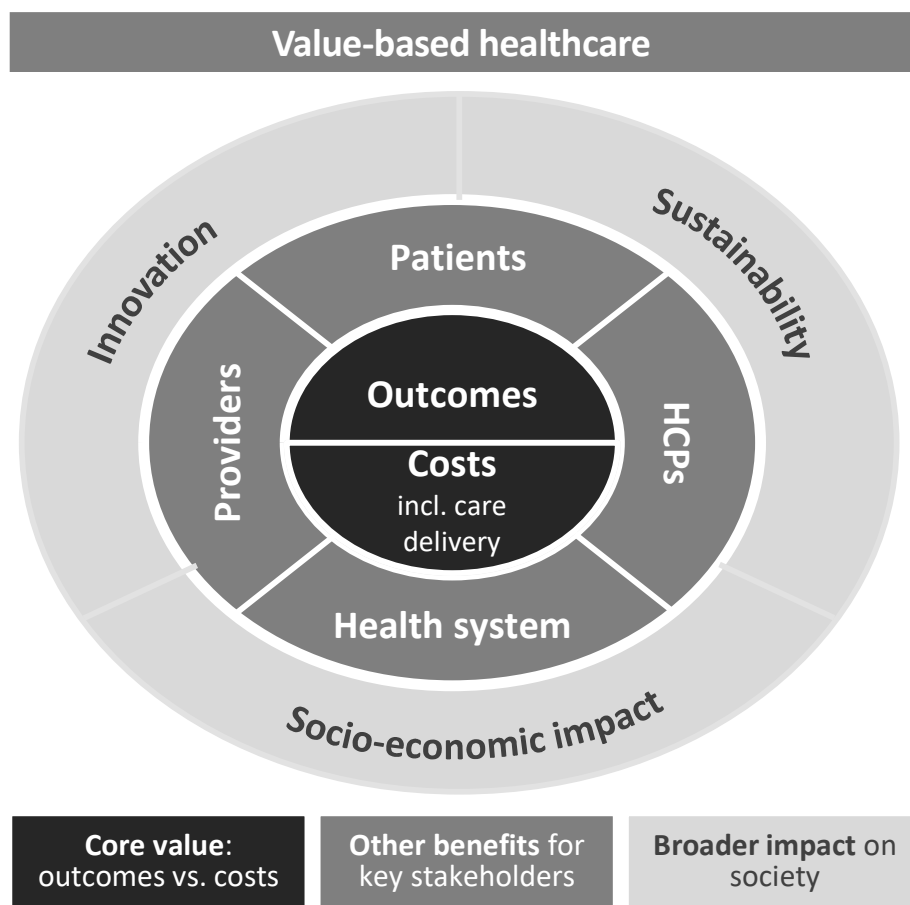 Value-based healthcare
Innovation
Sustainability
Patients
Providers
HCPs
Outcomes
Costs
incl. care
delivery
Health system
Socio-economic impact
Core value:
outcomes vs. costs
Other benefits for
key stakeholders
Broader impact on
society